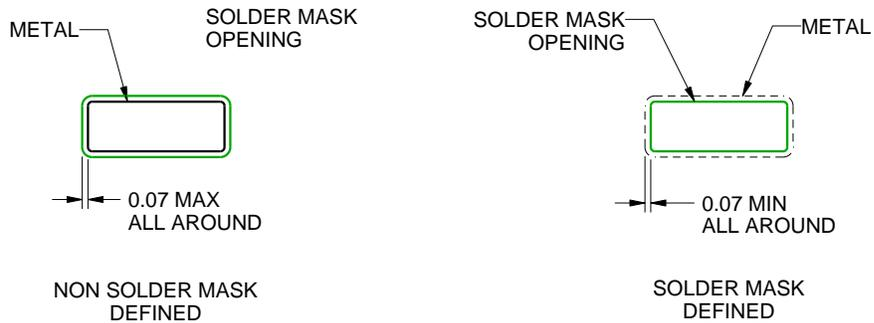 METAL
SOLDER MASK
OPENING
0.07 MAX
ALL AROUND
NON SOLDER MASK
DEFINED
SOLDER MASK
OPENING
METAL
0.07 MIN
ALL AROUND
SOLDER MASK
DEFINED